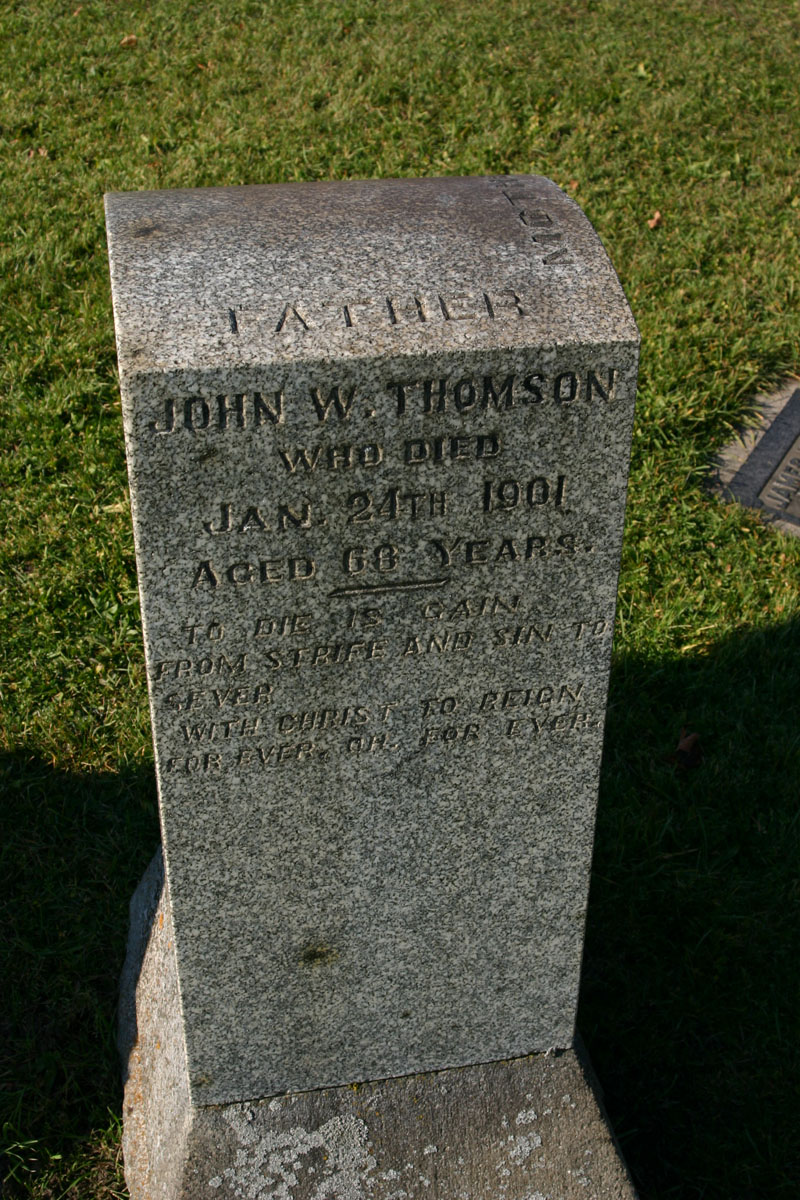 FATHER
JOHN W. THOMSON
WHO DIED
JAN. 24TH 1901.
AGED 68 YEARS.
TO DIE IS GAIN
FROM STRIFE AND SIN TO
SEVER
WITH CHRIST TO REIGN
FOR EVER, OH, FOR EVER.